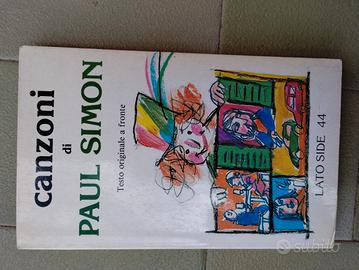 canzoni
di
PAUL SIMON
Testo originale a fronte
LATO SIDE 44
subito